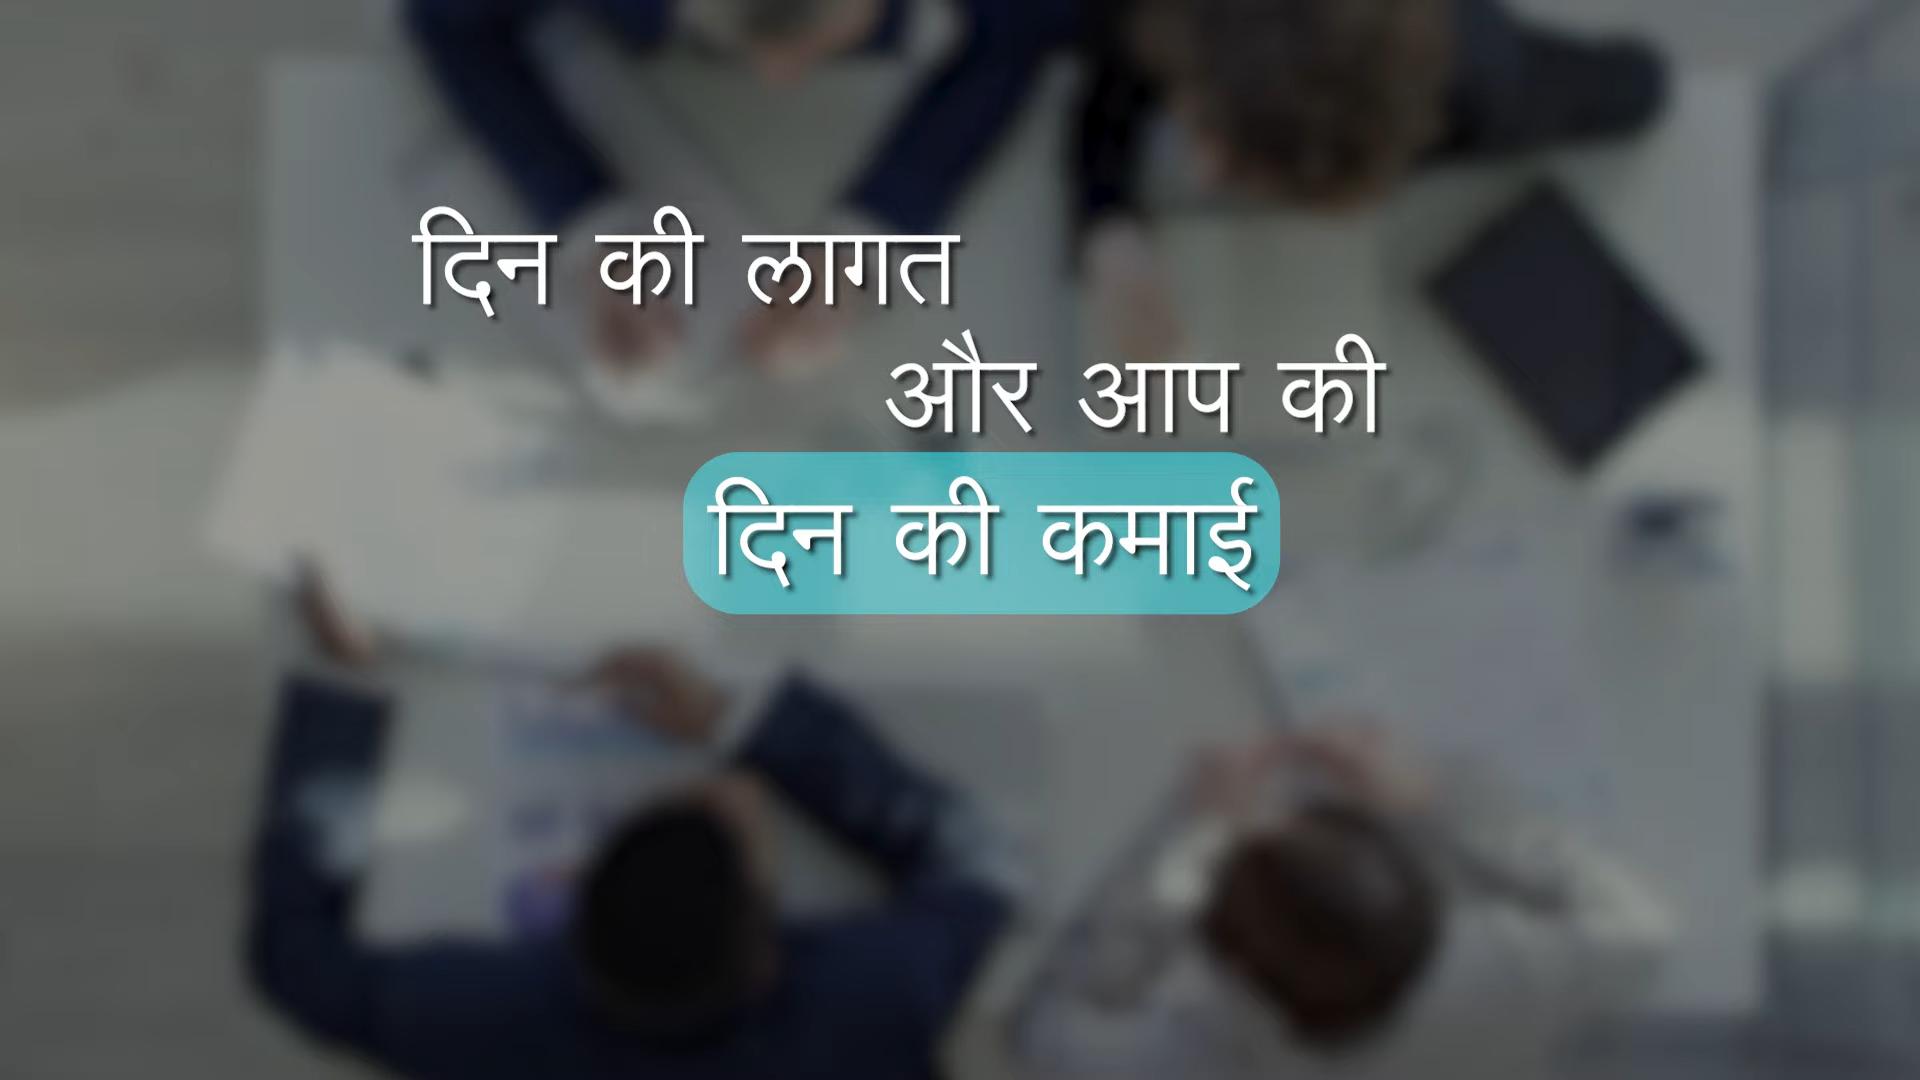 दिन की लागत
और आप की
दिन की कमाई